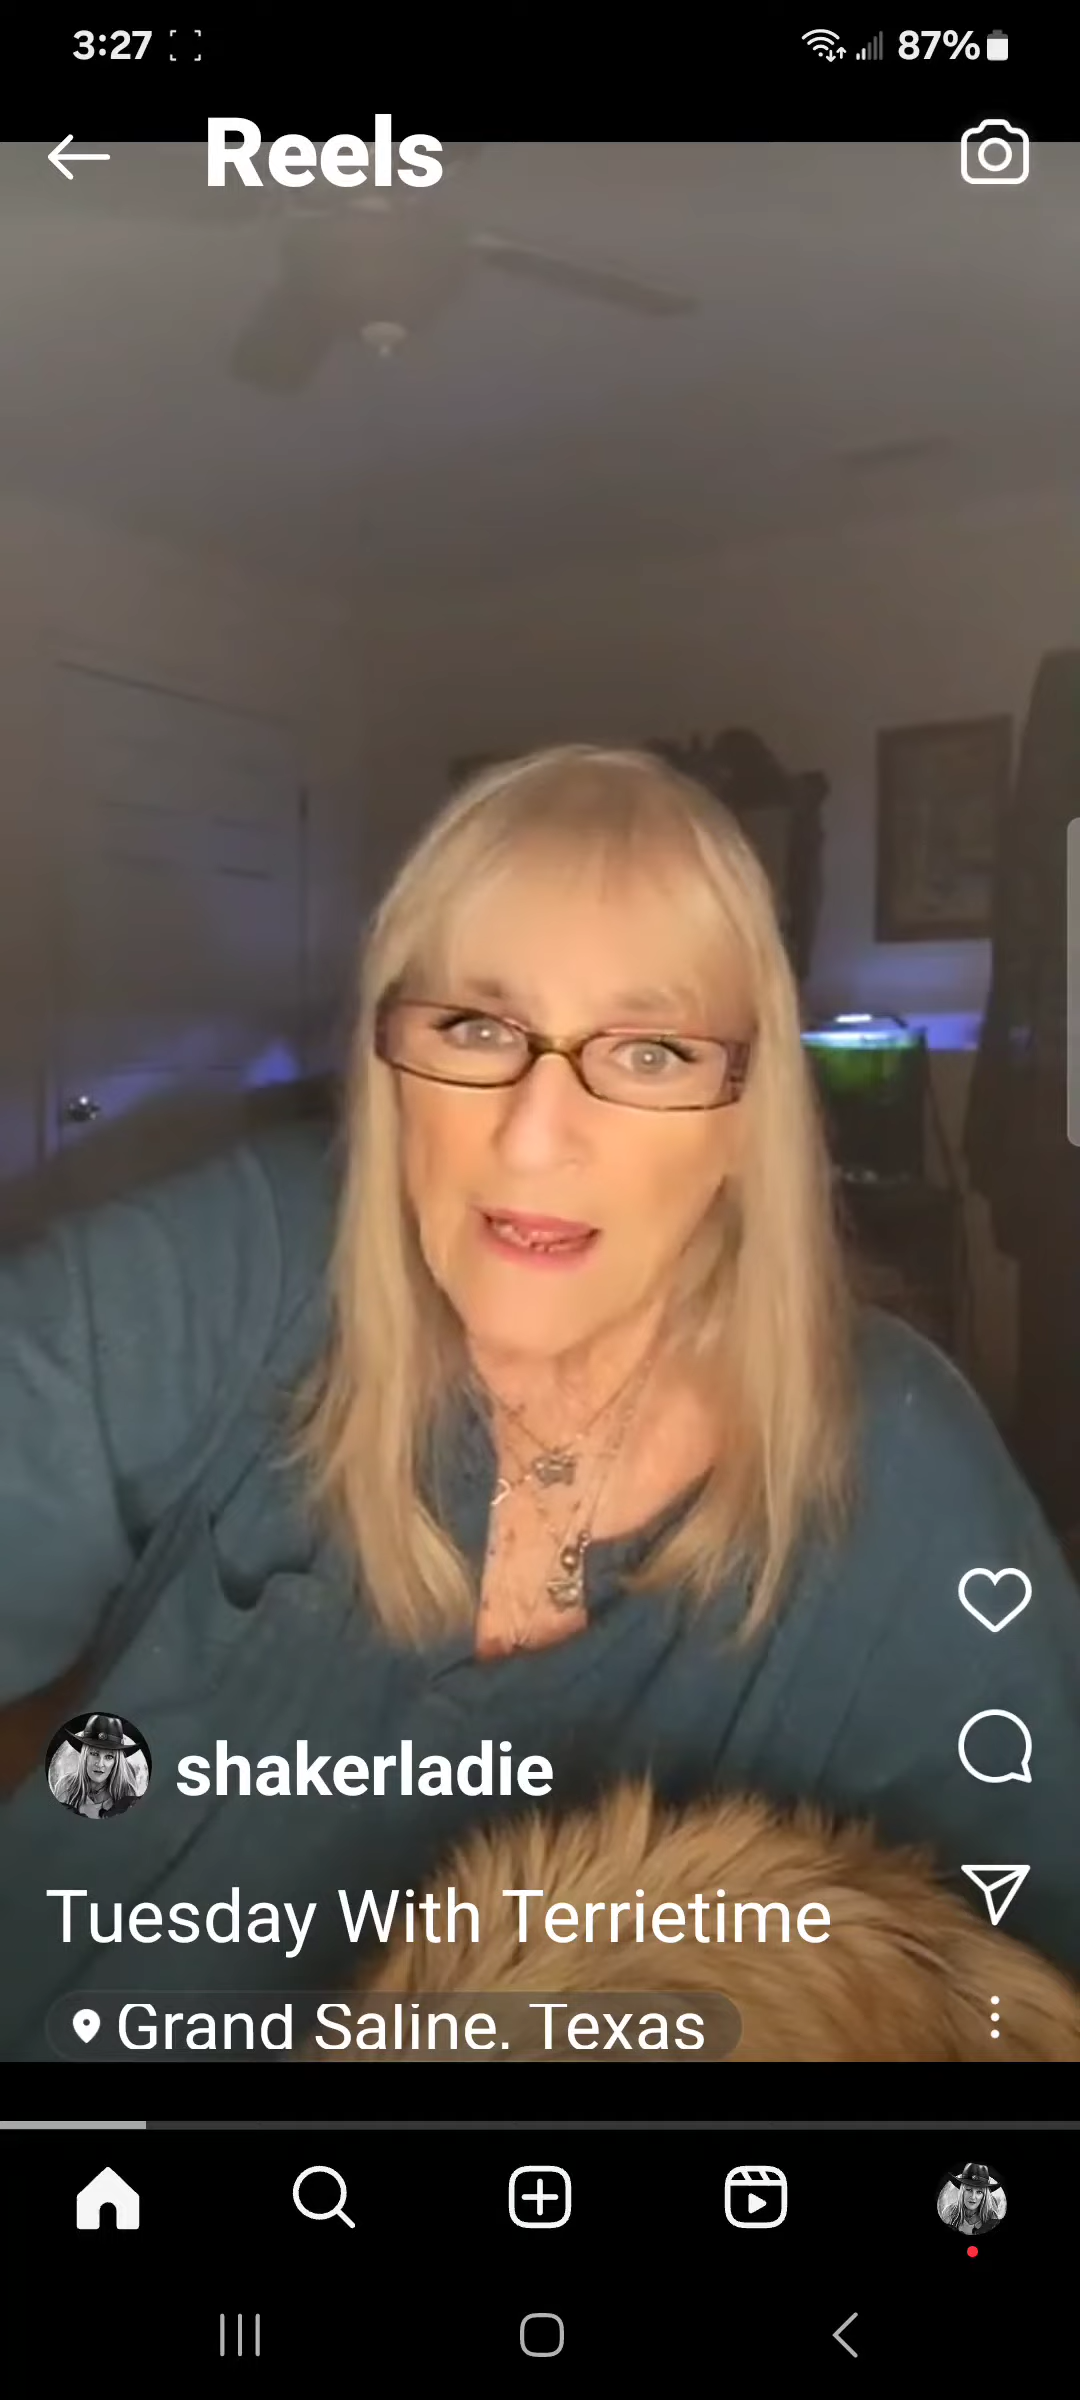 3:27
87%
Reels
shakerladie
Tuesday With Terrietime
Grand Saline, Texas